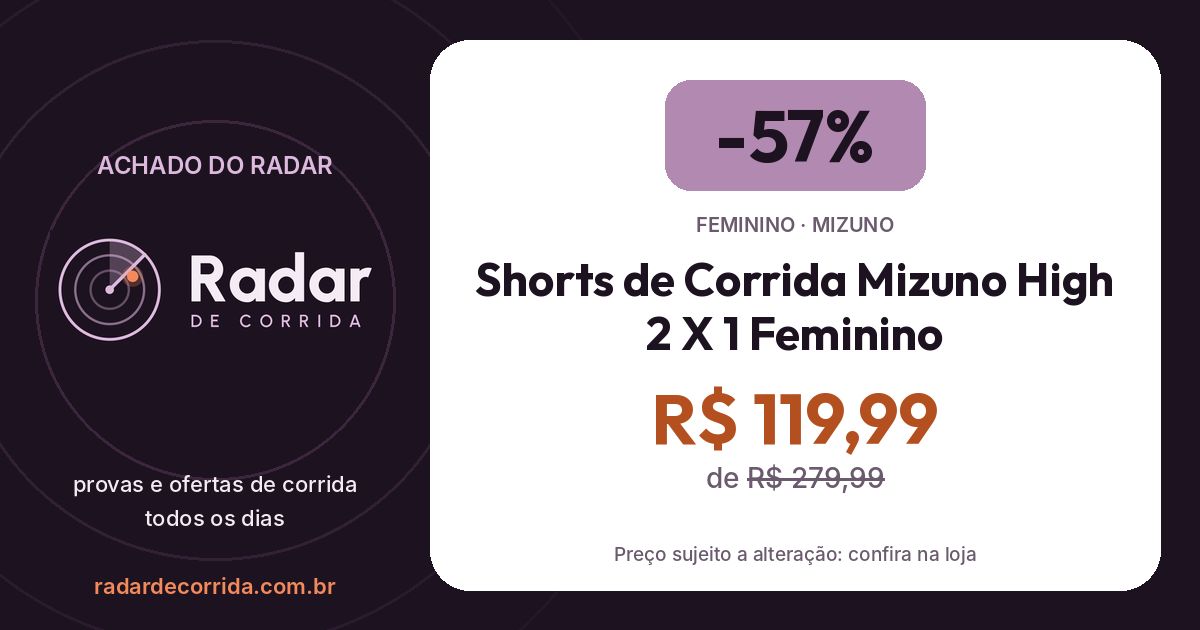 ACHADO DO RADAR
Radar
DE CORRIDA
provas e ofertas de corrida
todos os dias
radardecorrida.com.br
-57%
FEMININO · MIZUNO
Shorts de Corrida Mizuno High
2 X 1 Feminino
R$ 119,99
de R$ 279,99
Preço sujeito a alteração: confira na loja